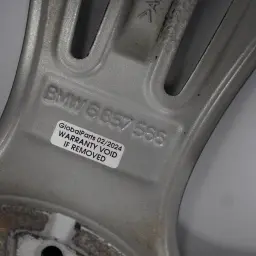 BMW 6 857 568
GlobalParts 02/2024
WARRANTY VOID
IF REMOVED